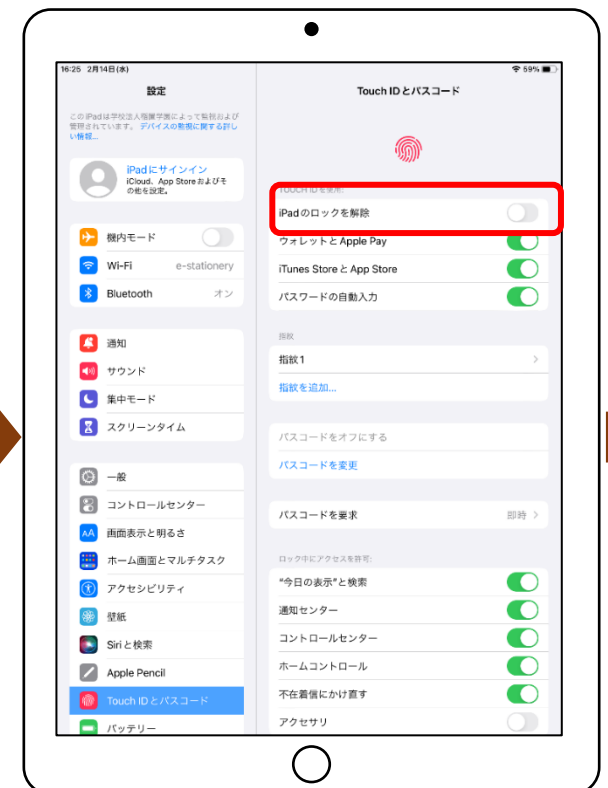 16:25 2月14日(水)
59%
設定
Touch IDとパスコード
このiPadは学校法人
によって監視および
管理されています。デバイスの監視に関する詳し
い情報...
iPadにサインイン
iCloud、App Storeおよびそ
の他を設定。
機内モード
Wi-Fi e-stationery
Bluetooth オン
通知
サウンド
集中モード
スクリーンタイム
一般
コントロールセンター
AA 画面表示と明るさ
ホーム画面とマルチタスク
アクセシビリティ
壁紙
Siriと検索
Apple Pencil
Touch IDとパスコード
バッテリー
TOUCH IDを使用:
iPadのロックを解除
ウォレットとApple Pay
iTunes StoreとApp Store
パスワードの自動入力
指紋
指紋1
指紋を追加...
パスコードをオフにする
パスコードを変更
パスコードを要求 即時
ロック中にアクセスを許可:
“今日の表示”と検索
通知センター
コントロールセンター
ホームコントロール
不在着信にかけ直す
アクセサリ